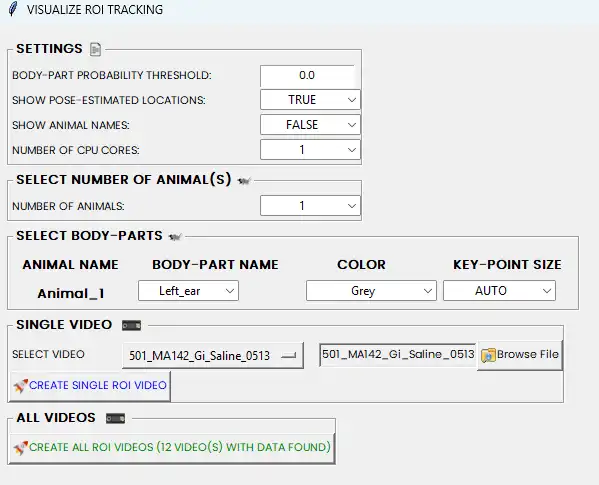 VISUALIZE ROI TRACKING
SETTINGS
BODY-PART PROBABILITY THRESHOLD: 0.0
SHOW POSE-ESTIMATED LOCATIONS: TRUE
SHOW ANIMAL NAMES: FALSE
NUMBER OF CPU CORES: 1
SELECT NUMBER OF ANIMAL(S)
NUMBER OF ANIMALS: 1
SELECT BODY-PARTS
ANIMAL NAME BODY-PART NAME COLOR KEY-POINT SIZE
Animal_1 Left_ear Grey AUTO
SINGLE VIDEO
SELECT VIDEO 501_MA142_Gi_Saline_0513 501_MA142_Gi_Saline_0513 Browse File
CREATE SINGLE ROI VIDEO
ALL VIDEOS
CREATE ALL ROI VIDEOS (12 VIDEO(S) WITH DATA FOUND)